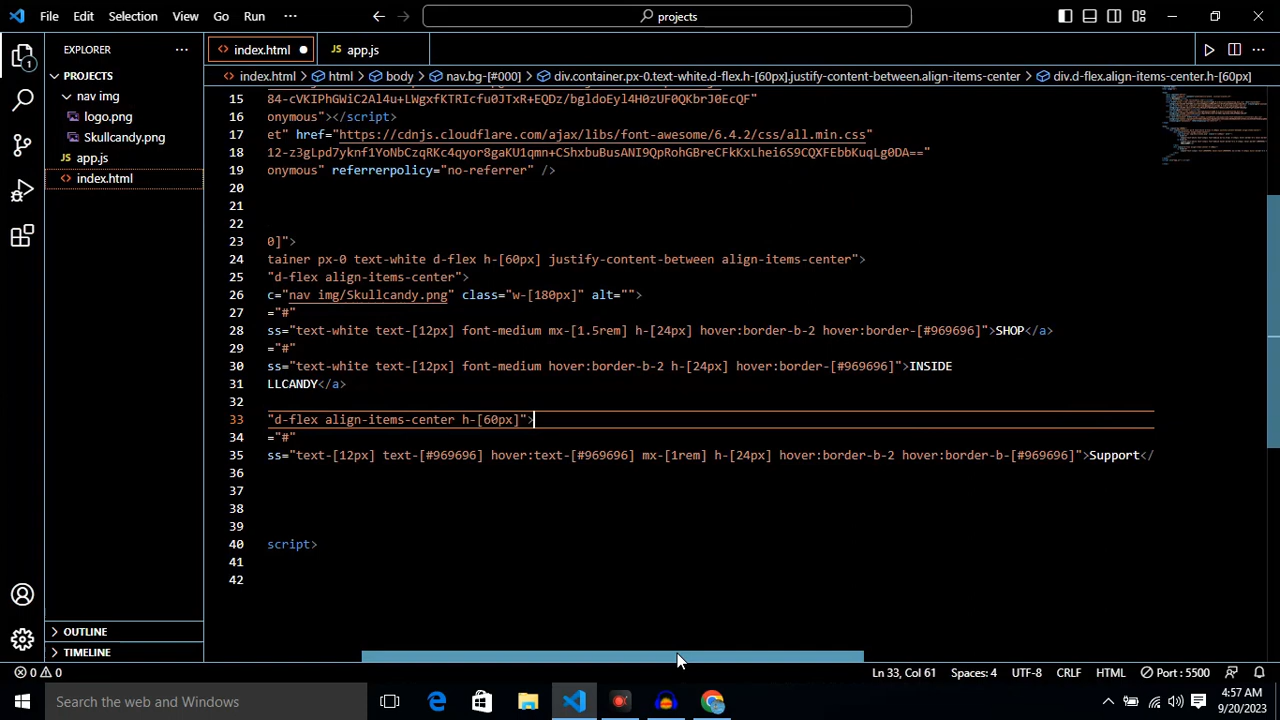 File Edit Selection View Go Run ··· projects
EXPLORER ··· index.html JS app.js ···
PROJECTS index.html > html > body > nav.bg-[#000] > div.container.px-0.text-white.d-flex.h-[60px].justify-content-between.align-items-center > div.d-flex.align-items-center.h-[60px]
nav img
logo.png
Skullcandy.png
JS app.js
index.html
15 84-cVKIPhGWiC2Al4u+LWgxfKTRIcfu0JTxR+EQDz/bgldoEyl4H0zUF0QKbrJ0EcQF"
16 onymous"></script>
17 et" href="https://cdnjs.cloudflare.com/ajax/libs/font-awesome/6.4.2/css/all.min.css"
18
19 onymous" referrerpolicy="no-referrer" />
20
21
22
23 0]">
24 tainer px-0 text-white d-flex h-[60px] justify-content-between align-items-center">
25 "d-flex align-items-center">
26 c="nav img/Skullcandy.png" class="w-[180px]" alt="">
27 ="#"
28 ss="text-white text-[12px] font-medium mx-[1.5rem] h-[24px] hover:border-b-2 hover:border-[#969696]">SHOP</a>
29 ="#"
30 ss="text-white text-[12px] font-medium hover:border-b-2 h-[24px] hover:border-[#969696]">INSIDE
31 LLCANDY</a>
32
33 "d-flex align-items-center h-[60px]">
34 ="#"
35 ss="text-[12px] text-[#969696] hover:text-[#969696] mx-[1rem] h-[24px] hover:border-b-2 hover:border-b-[#969696]">Support</
36
37
38
39
40 script>
41
42
OUTLINE
TIMELINE
0 0 Ln 33, Col 61 Spaces: 4 UTF-8 CRLF HTML Port : 5500
Search the web and Windows
4:57 AM
9/20/2023